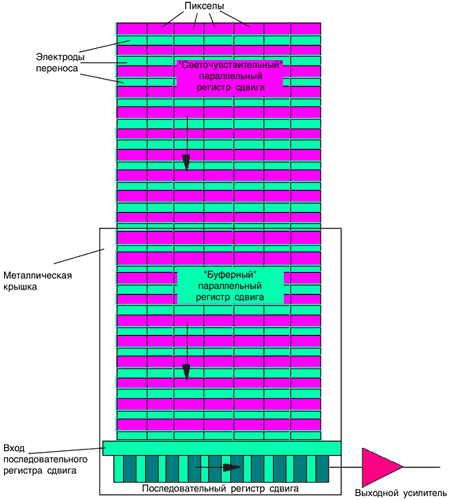 Пикселы
Электроды
переноса
"Светочувствительный"
параллельный
регистр сдвига
Металлическая
крышка
"Буферный"
параллельный
регистр сдвига
Вход
последовательного
регистра сдвига
Последовательный регистр сдвига
Выходной усилитель